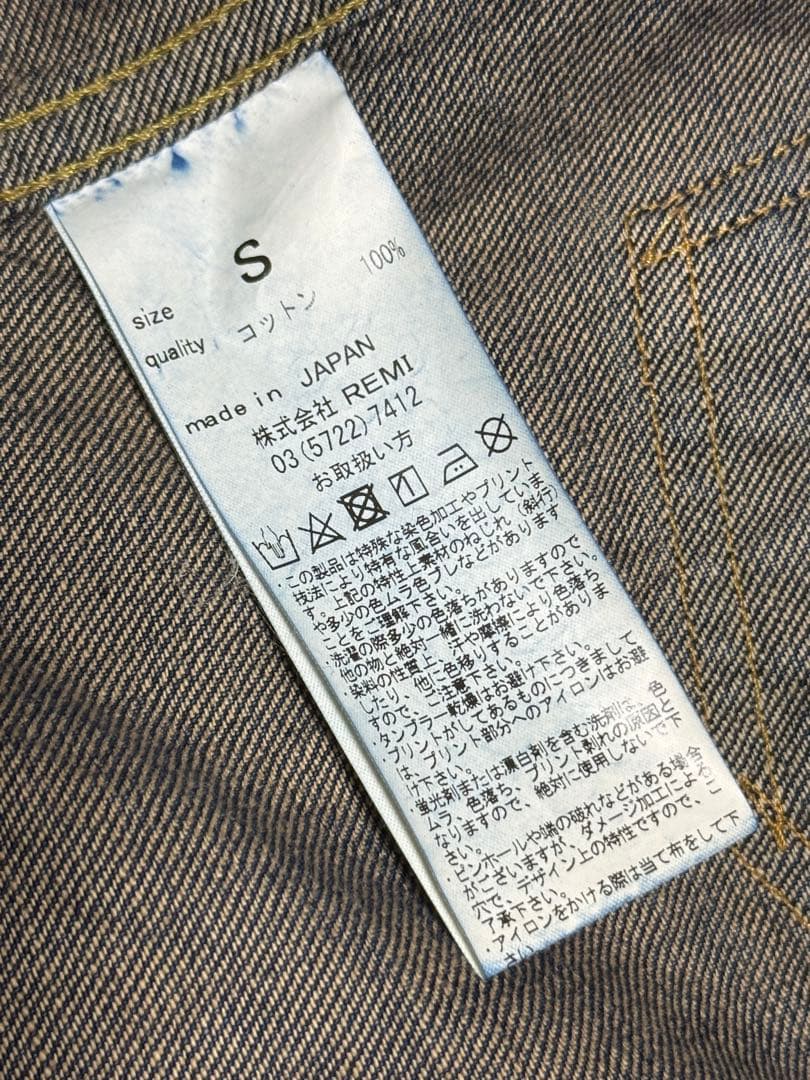 size S
quality コットン 100%
made in JAPAN
株式会社 REMI
03(5722)7412
お取扱い方
・この製品は特殊な染色加工やプリント
技法により特有な風合いを出していま
す。上記の特性上素材のねじれ（斜行）
や多少の色ムラ色ブレなどがあります
ことをご理解下さい。
・洗濯の際多少の色落ちがありますので
他の物と絶対一緒に洗わないで下さい。
・染料の性質上、汗や摩擦により色落ち
したり、他に色移りすることがありま
すので、ご注意下さい。
・タンブラー乾燥はお避け下さい。
・プリントがしてあるものにつきまして
は、プリント部分へのアイロンはお避
け下さい。
蛍光剤または漂白剤を含む洗剤は、色
ムラ、色落ち、プリント剥れの原因と
なりますので、絶対に使用しないで下
さい。
・ピンホールや端の破れなどがある場合
がございますが、ダメージ加工による
穴で、デザイン上の特性ですので、ご
了承下さい。
・アイロンをかける際は当て布をして下
さい